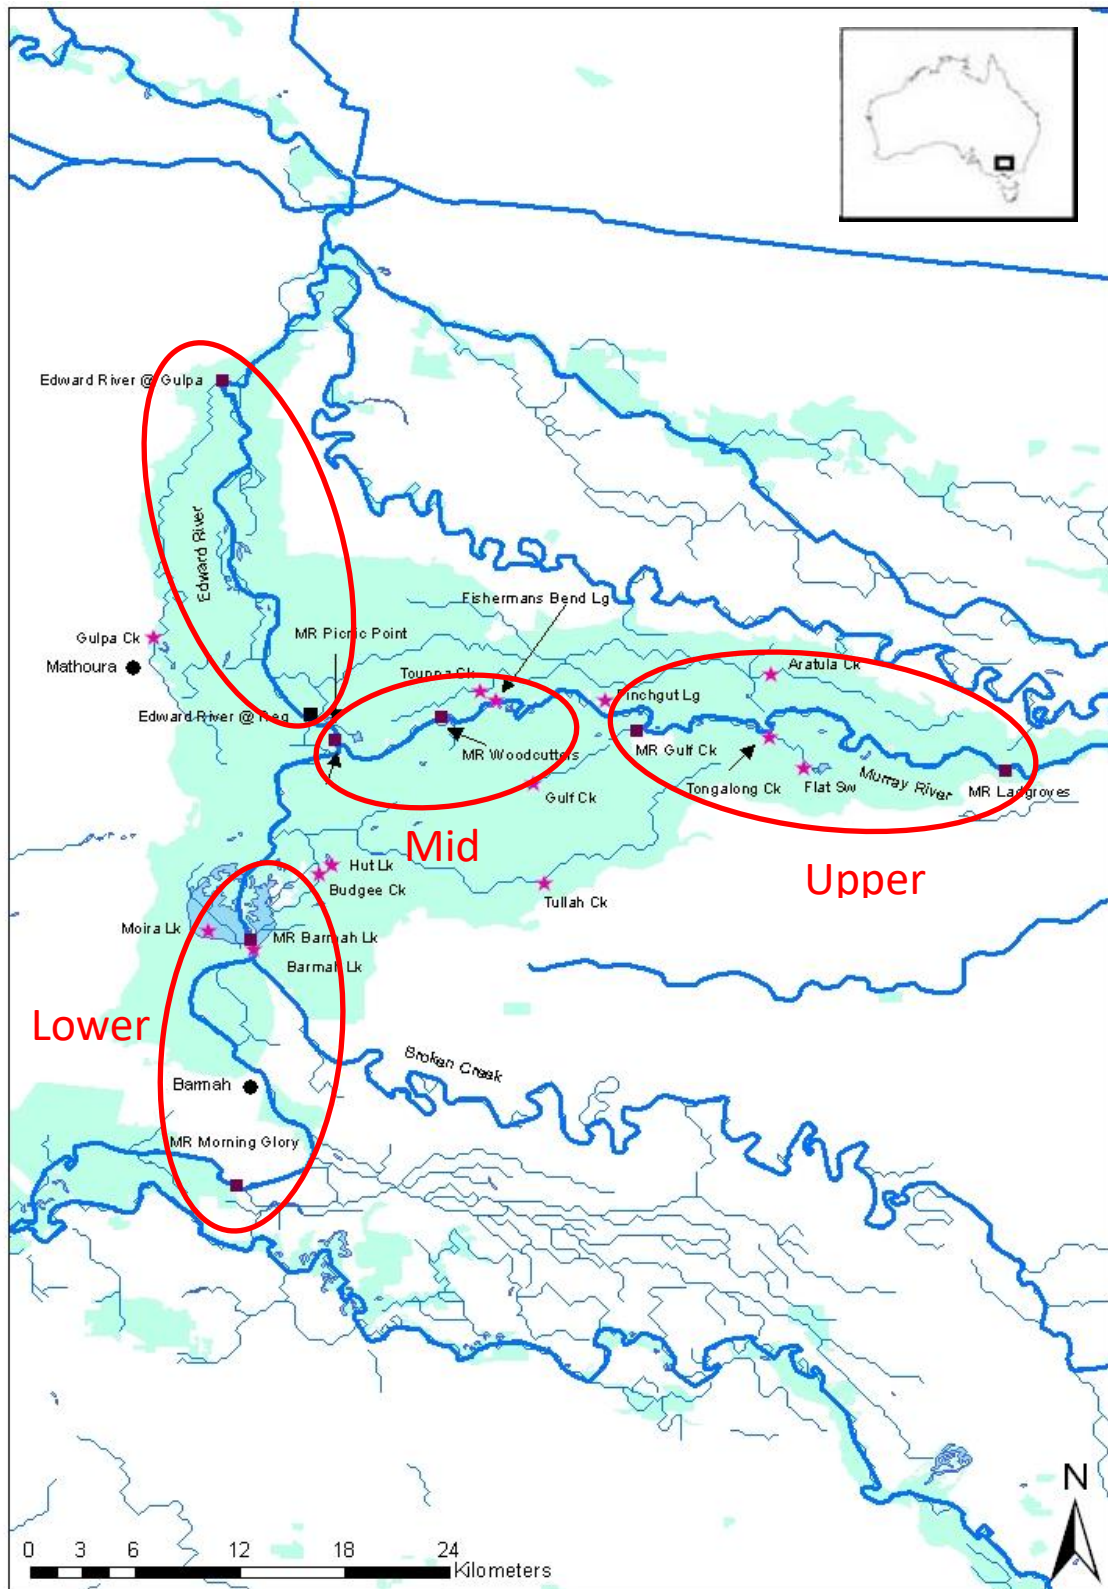 Edward River @ Gulpa
Edward River
Fishermans Bend Lg
Gulpa Ck
MR Picnic Point
Mathoura
Touppa Ck
Aratula Ck
Pinchgut Lg
Edward River @ Reg
MR Woodcutters
MR Gulf Ck
Tongalong Ck
Flat Sw
Murray River
MR Ladgroves
Gulf Ck
Mid
Upper
Hut Lk
Budgee Ck
Tullah Ck
Moira Lk
MR Barmah Lk
Barmah Lk
Lower
Broken Creek
Barmah
MR Morning Glory
N
0 3 6 12 18 24
Kilometers